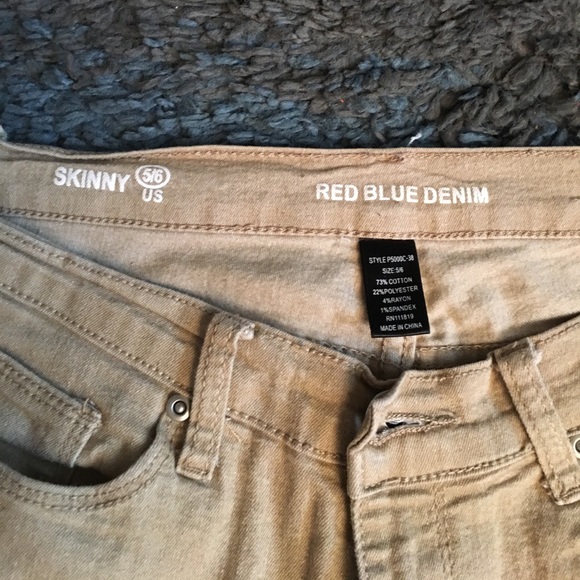 SKINNY 5/6 US
RED BLUE DENIM
STYLE P5000C-38
SIZE:5/6
73% COTTON
22%POLYESTER
4%RAYON
1%SPANDEX
RN111819
MADE IN CHINA